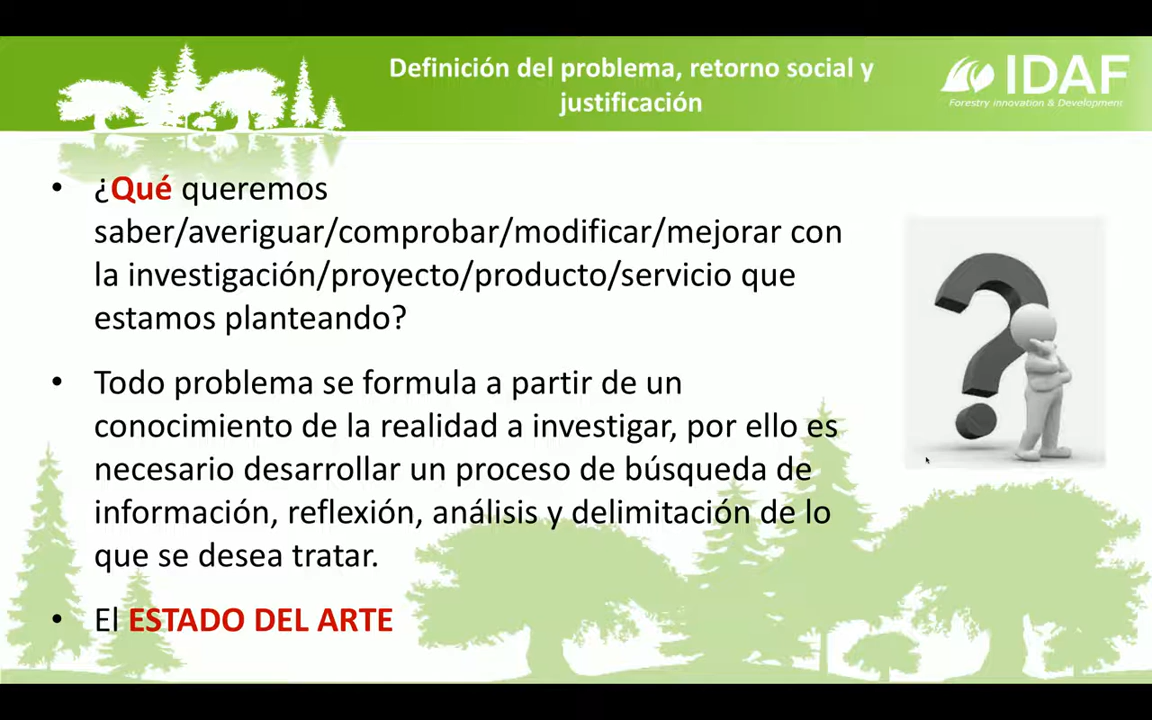 Definición del problema, retorno social y
justificación
IDAF
Forestry Innovation & Development
• ¿Qué queremos
saber/averiguar/comprobar/modificar/mejorar con
la investigación/proyecto/producto/servicio que
estamos planteando?
• Todo problema se formula a partir de un
conocimiento de la realidad a investigar, por ello es
necesario desarrollar un proceso de búsqueda de
información, reflexión, análisis y delimitación de lo
que se desea tratar.
• El ESTADO DEL ARTE